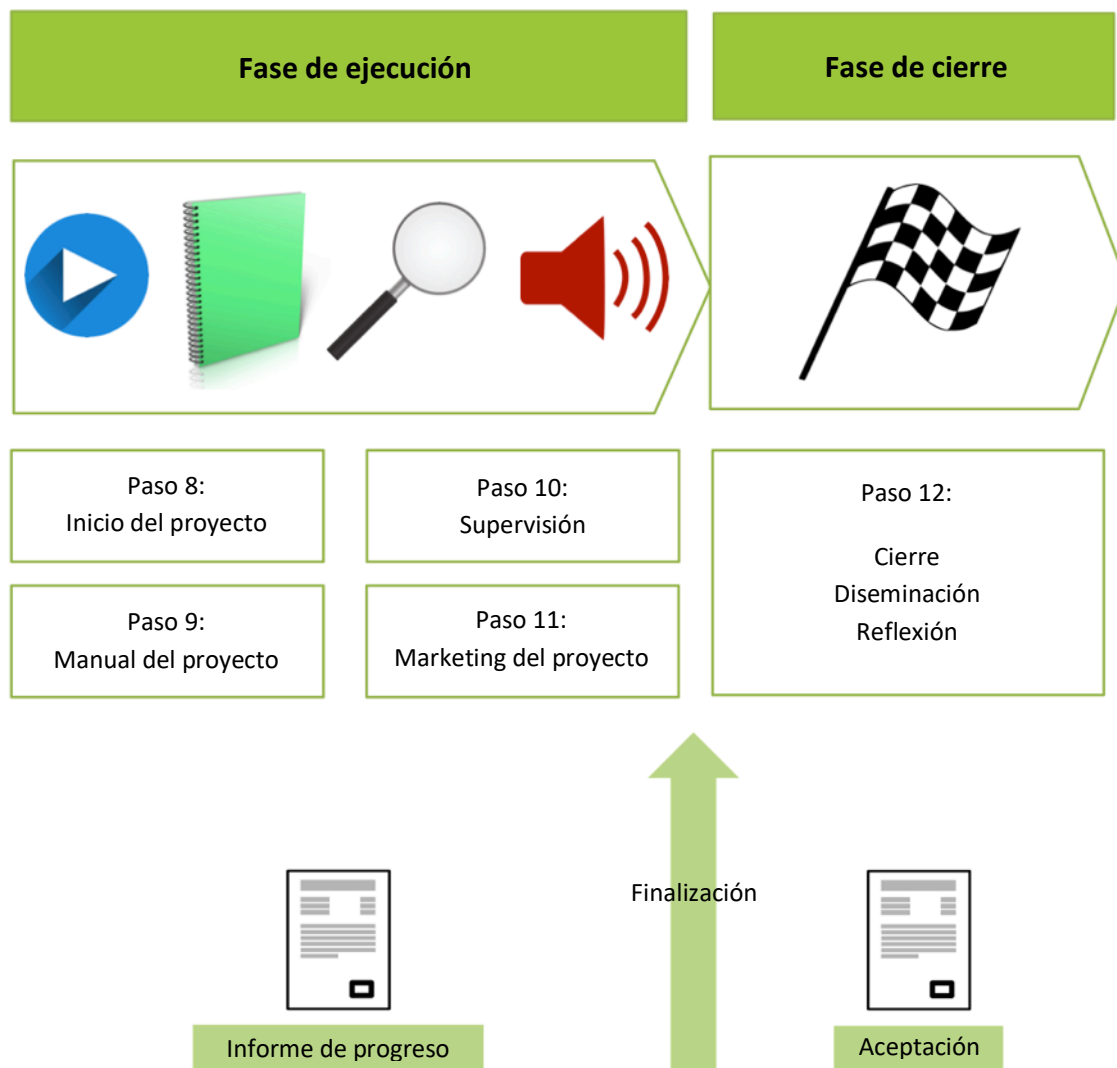 Fase de ejecución
Fase de cierre
Paso 8:
Inicio del proyecto
Paso 10:
Supervisión
Paso 12:
Cierre
Diseminación
Reflexión
Paso 9:
Manual del proyecto
Paso 11:
Marketing del proyecto
Finalización
Informe de progreso
Aceptación